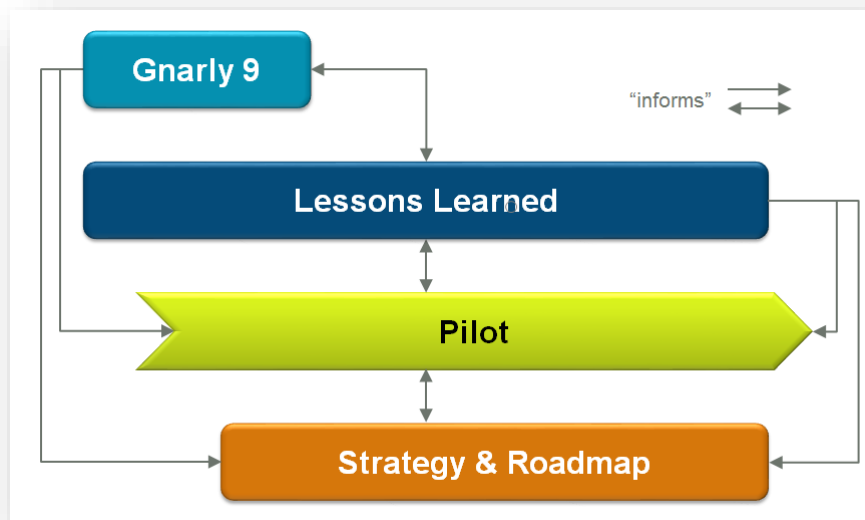 Gnarly 9
“informs”
Lessons Learned
Pilot
Strategy & Roadmap